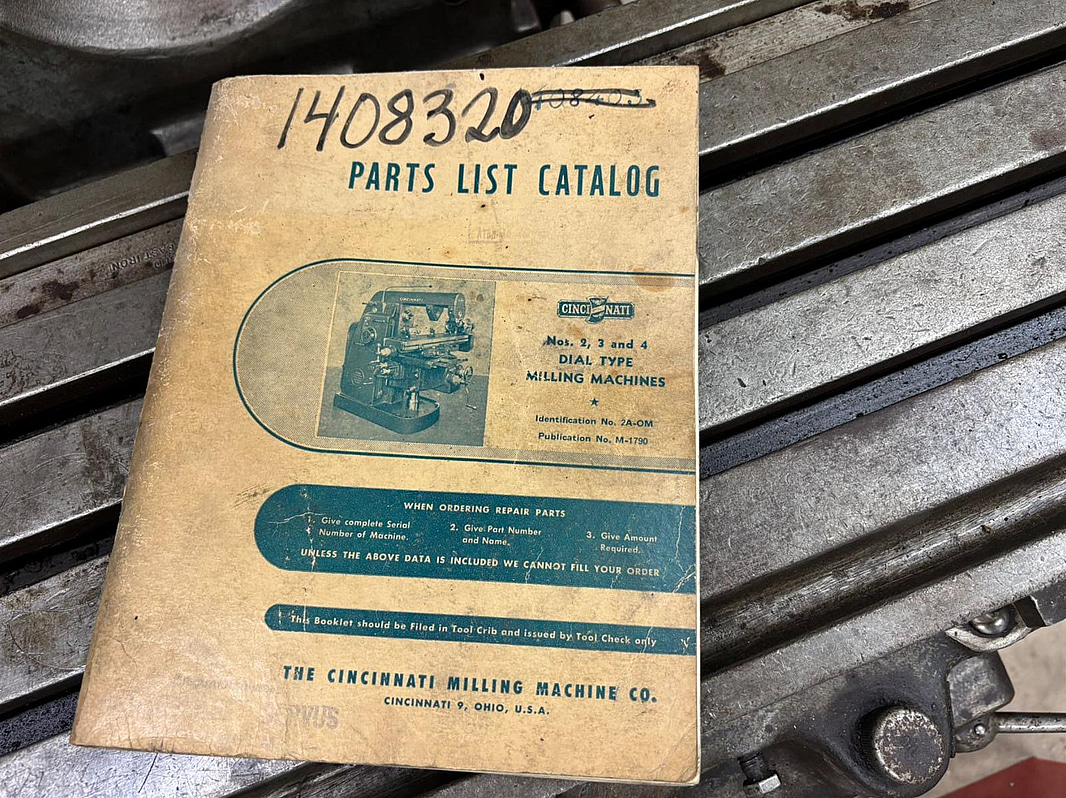 1408320
PARTS LIST CATALOG
CINCINNATI
CINCINNATI
Nos. 2, 3 and 4
DIAL TYPE
MILLING MACHINES
★
Identification No. 2A-OM
Publication No. M-1790
WHEN ORDERING REPAIR PARTS
1. Give complete Serial Number of Machine.
2. Give Part Number and Name.
3. Give Amount Required.
UNLESS THE ABOVE DATA IS INCLUDED WE CANNOT FILL YOUR ORDER
This Booklet should be Filed in Tool Crib and issued by Tool Check only
THE CINCINNATI MILLING MACHINE CO.
CINCINNATI 9, OHIO, U.S.A.